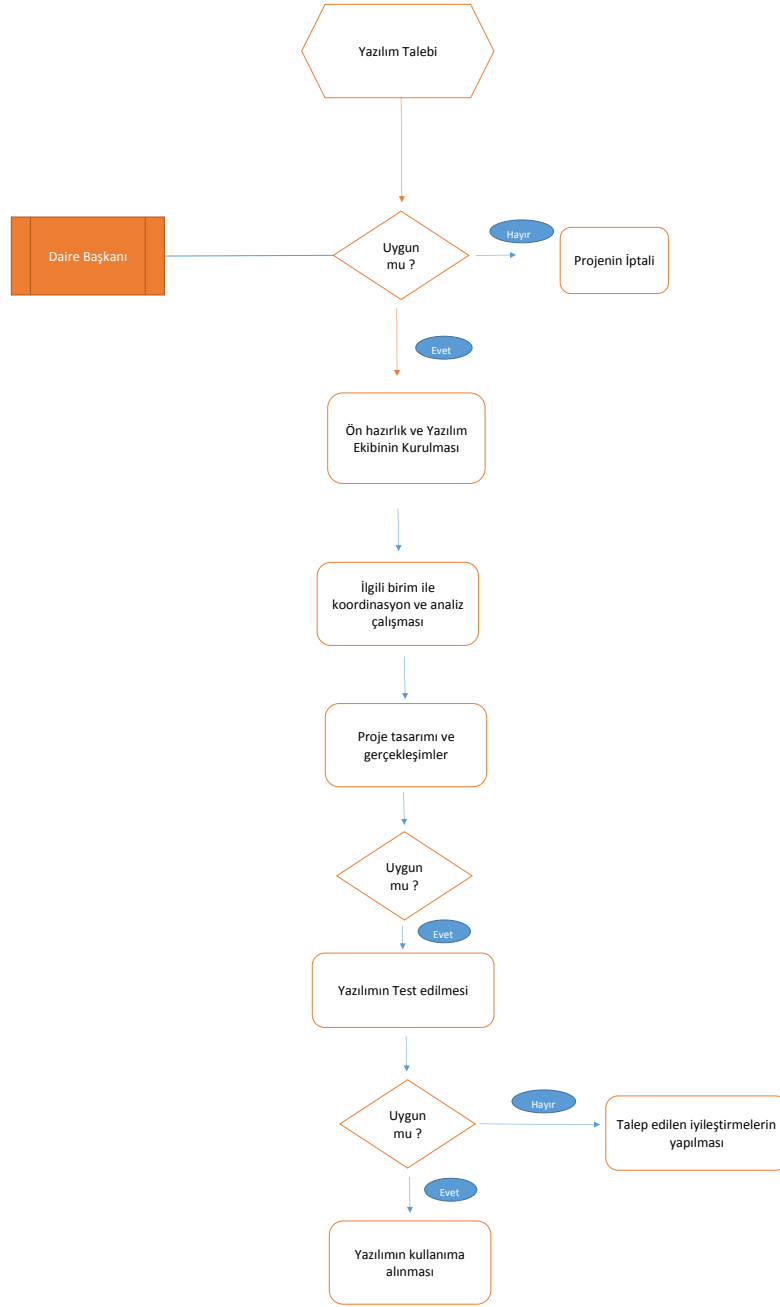 Yazılım Talebi
Daire Başkanı
Uygun
mu ?
Hayır
Projenin İptali
Evet
Ön hazırlık ve Yazılım
Ekibinin Kurulması
İlgili birim ile
koordinasyon ve analiz
çalışması
Proje tasarımı ve
gerçekleşimler
Uygun
mu ?
Evet
Yazılımın Test edilmesi
Uygun
mu ?
Hayır
Talep edilen iyileştirmelerin
yapılması
Evet
Yazılımın kullanıma
alınması